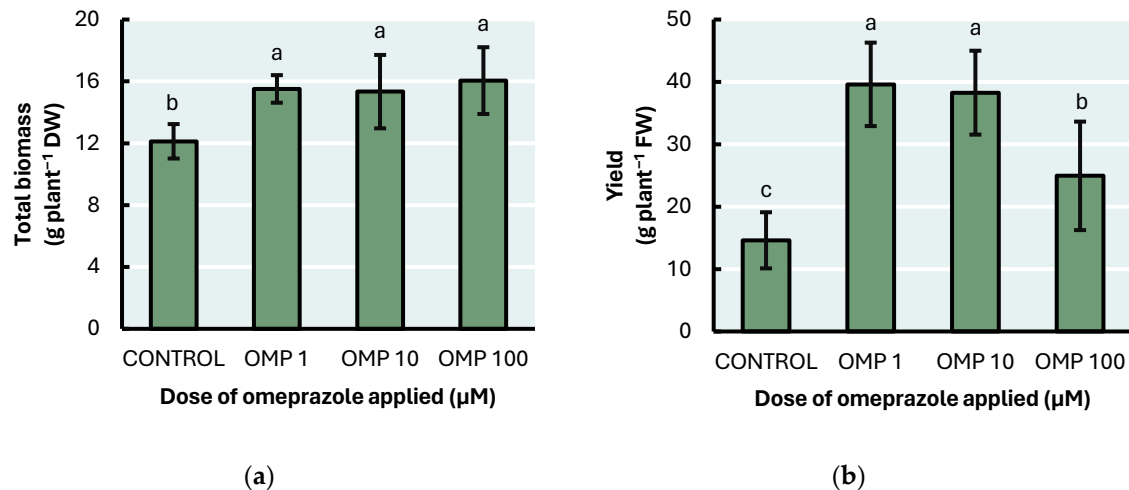 20
16
12
8
4
0
Total biomass
(g plant⁻¹ DW)
b
a
a
a
CONTROL OMP 1 OMP 10 OMP 100
Dose of omeprazole applied (µM)
(a)
50
40
30
20
10
0
Yield
(g plant⁻¹ FW)
c
a
a
b
CONTROL OMP 1 OMP 10 OMP 100
Dose of omeprazole applied (µM)
(b)